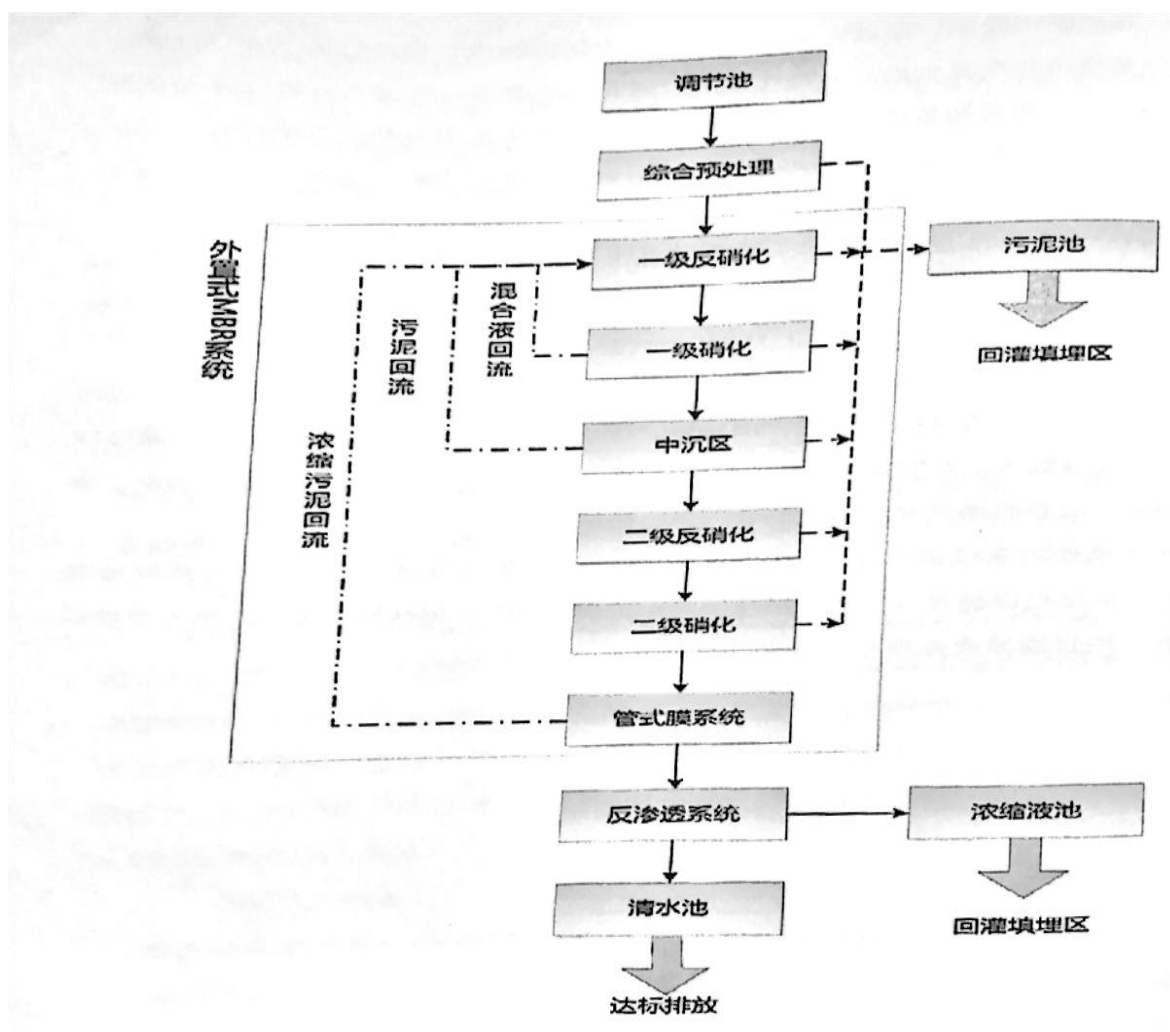 调节池
综合预处理
外置式MBR系统
一级反硝化
污泥池
混合液回流
污泥回流
一级硝化
回灌填埋区
中沉区
浓缩污泥回流
二级反硝化
二级硝化
管式膜系统
反渗透系统
浓缩液池
清水池
回灌填埋区
达标排放